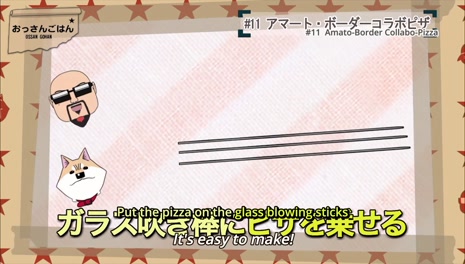 おっさんごはん
OSSAN GOHAN
#11 アマート・ボーダーコラボピザ
#11 Amato-Border Collabo-Pizza
Put the pizza on the glass blowing sticks.
ガラス吹き棒にピザを乗せる
It's easy to make!